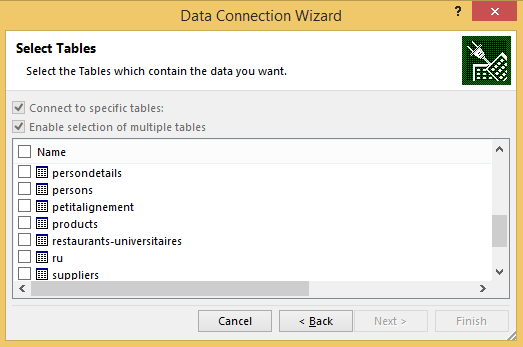 Data Connection Wizard
?
Select Tables
Select the Tables which contain the data you want.
Connect to specific tables:
Enable selection of multiple tables
Name
persondetails
persons
petitalignement
products
restaurants-universitaires
ru
suppliers
Cancel
< Back
Next >
Finish